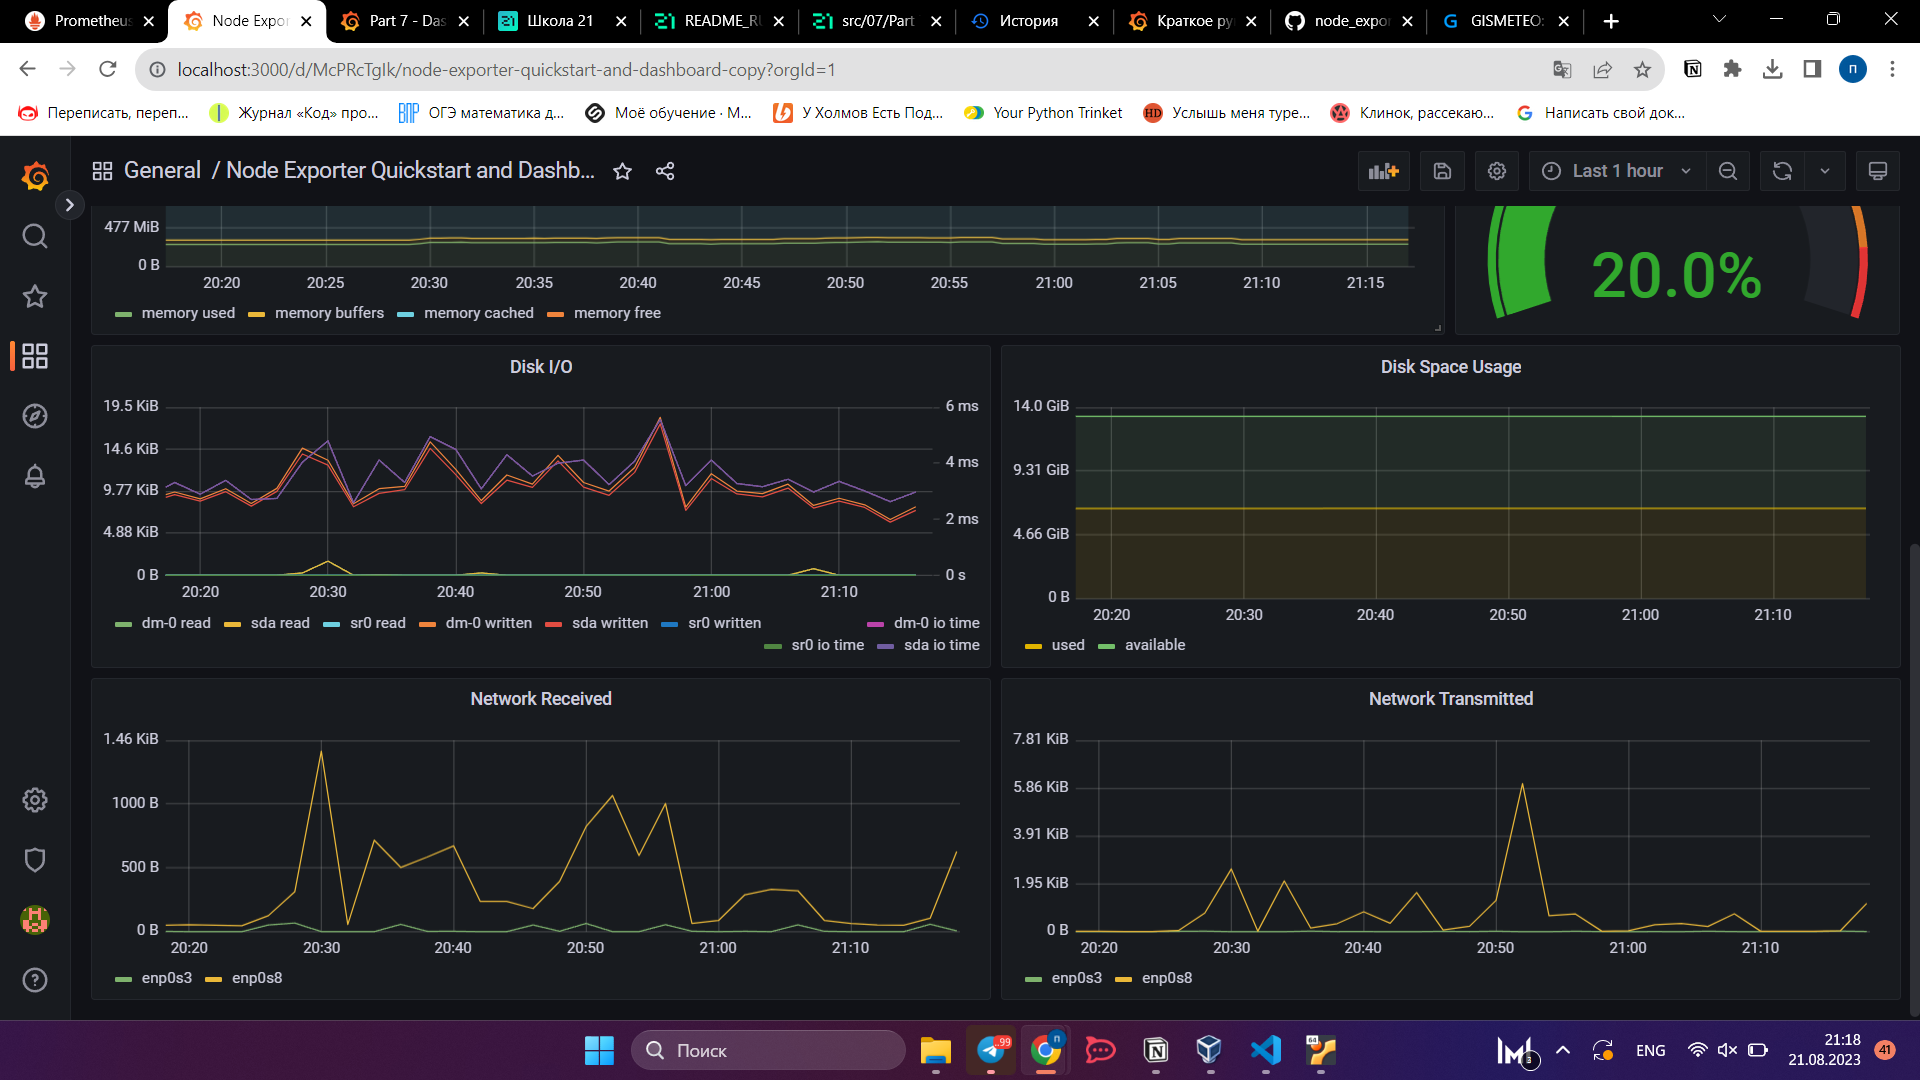 Prometheus
Node Expor
Part 7 - Das
Школа 21
README_RU
src/07/Part
История
Краткое ру
node_expor
GISMETEO:
localhost:3000/d/McPRcTgIk/node-exporter-quickstart-and-dashboard-copy?orgId=1
П
Переписать, переп...
Журнал «Код» про...
ОГЭ математика д...
Моё обучение · М...
У Холмов Есть Под...
Your Python Trinket
Услышь меня туре...
Клинок, рассекаю...
Написать свой док...
General / Node Exporter Quickstart and Dashb...
Last 1 hour
477 MiB
0 B
20:20 20:25 20:30 20:35 20:40 20:45 20:50 20:55 21:00 21:05 21:10 21:15
memory used memory buffers memory cached memory free
20.0%
Disk I/O
19.5 KiB
14.6 KiB
9.77 KiB
4.88 KiB
0 B
6 ms
4 ms
2 ms
0 s
20:20 20:30 20:40 20:50 21:00 21:10
dm-0 read sda read sr0 read dm-0 written sda written sr0 written dm-0 io time
sr0 io time sda io time
Disk Space Usage
14.0 GiB
9.31 GiB
4.66 GiB
0 B
20:20 20:30 20:40 20:50 21:00 21:10
used available
Network Received
1.46 KiB
1000 B
500 B
0 B
20:20 20:30 20:40 20:50 21:00 21:10
enp0s3 enp0s8
Network Transmitted
7.81 KiB
5.86 KiB
3.91 KiB
1.95 KiB
0 B
20:20 20:30 20:40 20:50 21:00 21:10
enp0s3 enp0s8
Поиск
..99
П
64
3
ENG
21:18
21.08.2023
41